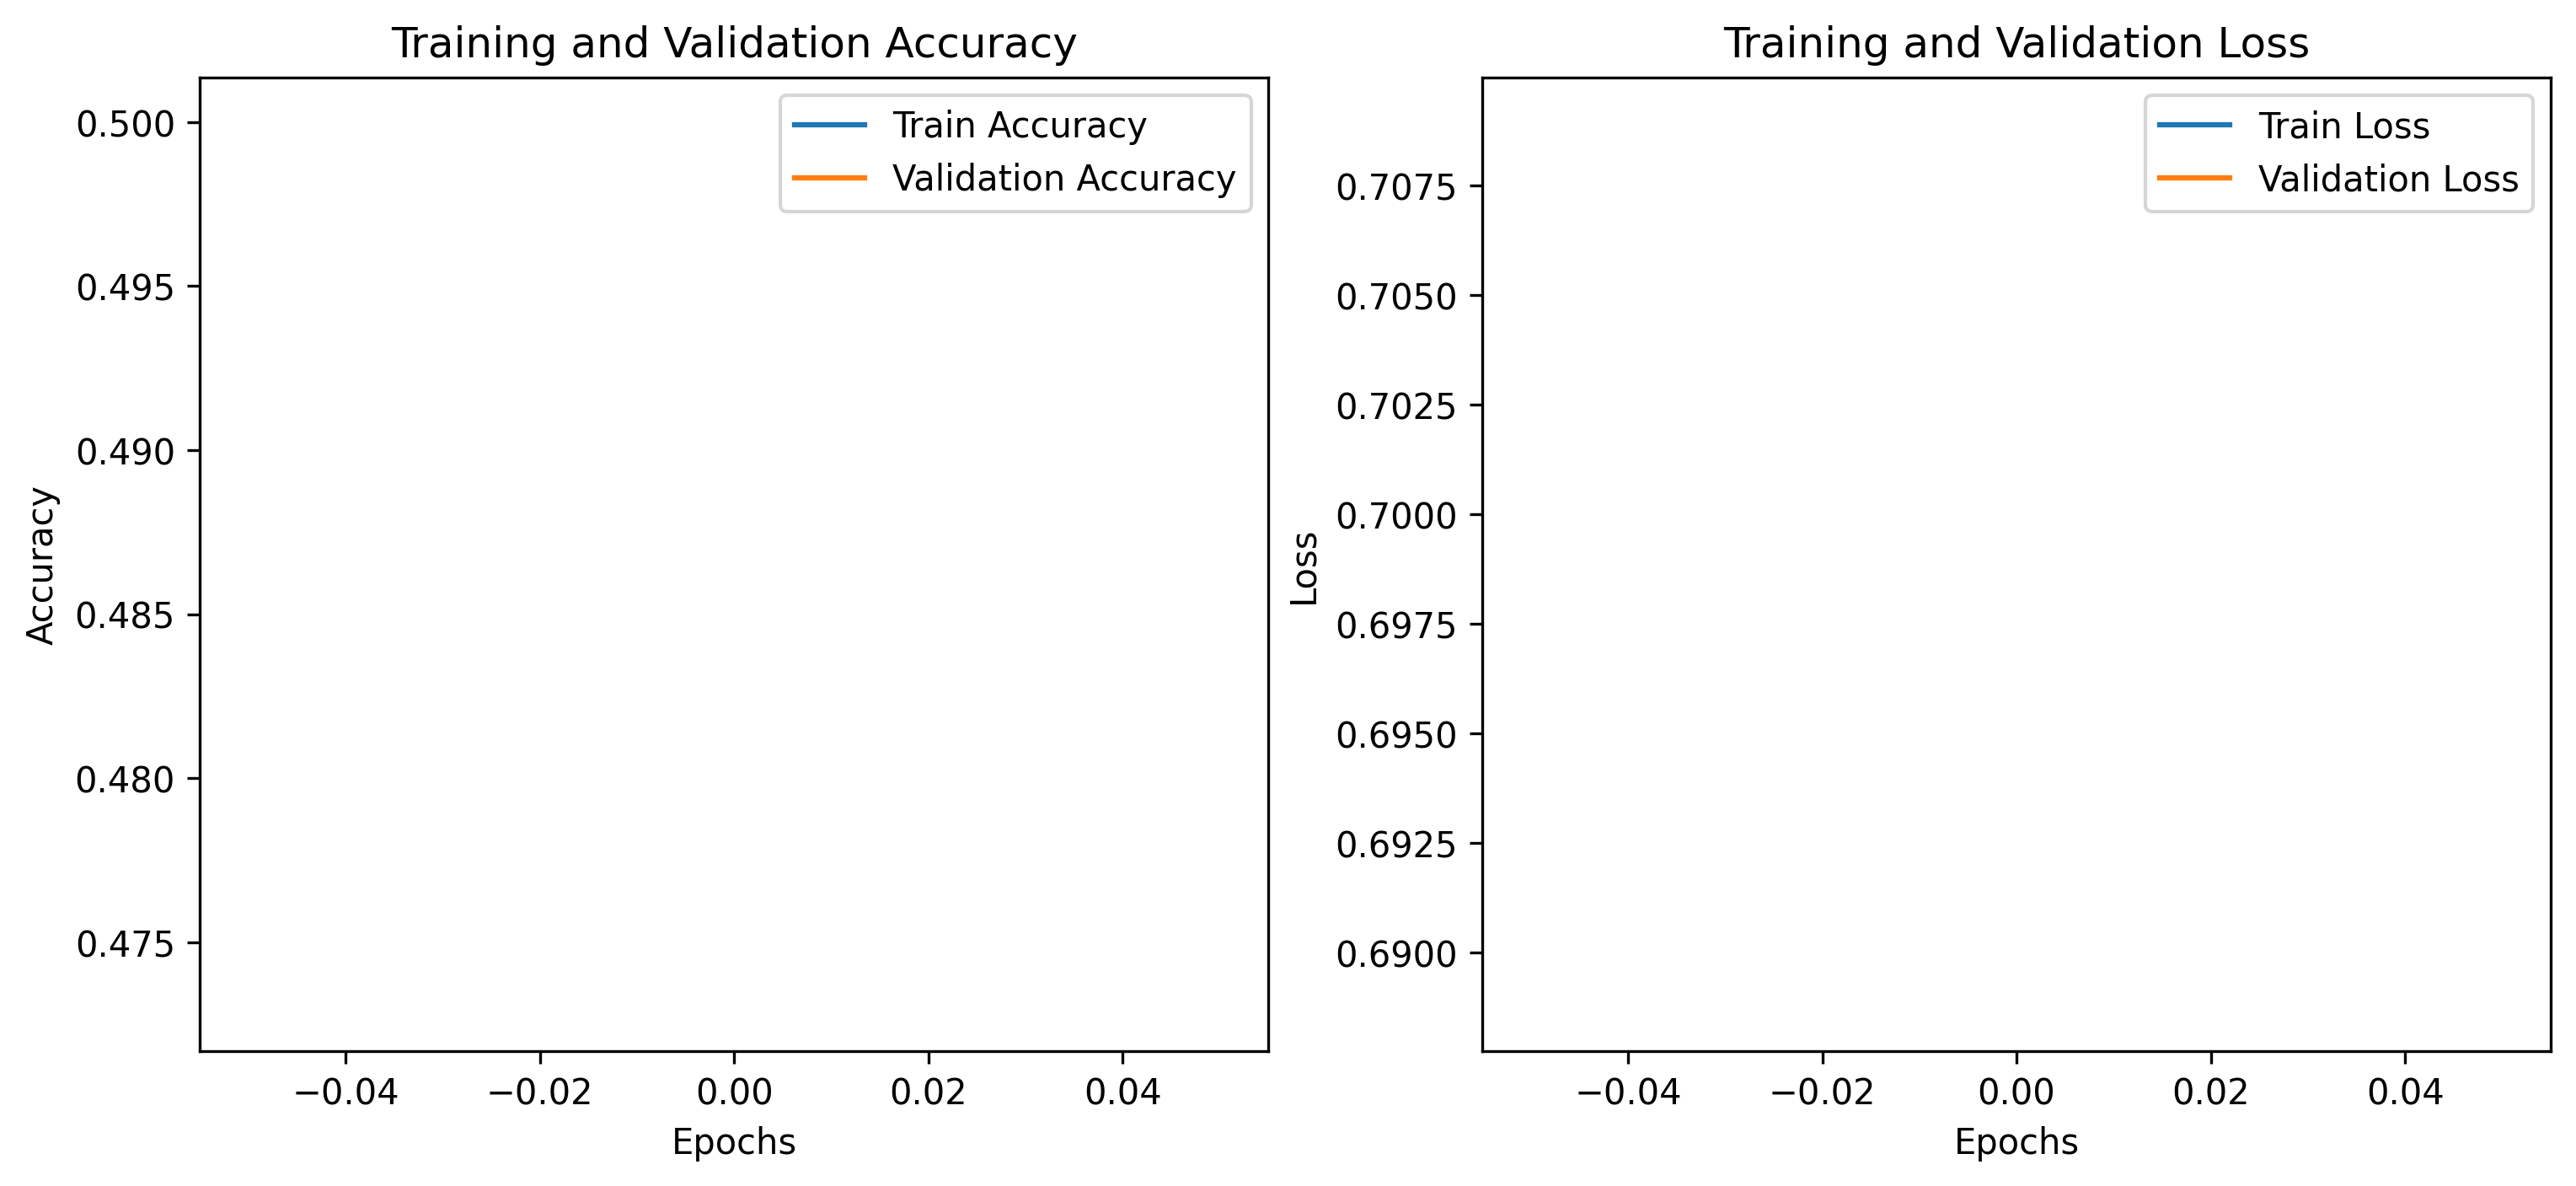 Training and Validation Accuracy
Train Accuracy
Validation Accuracy
0.500
0.495
0.490
0.485
0.480
0.475
Accuracy
−0.04 −0.02 0.00 0.02 0.04
Epochs
Training and Validation Loss
Train Loss
Validation Loss
0.7075
0.7050
0.7025
0.7000
0.6975
0.6950
0.6925
0.6900
Loss
−0.04 −0.02 0.00 0.02 0.04
Epochs